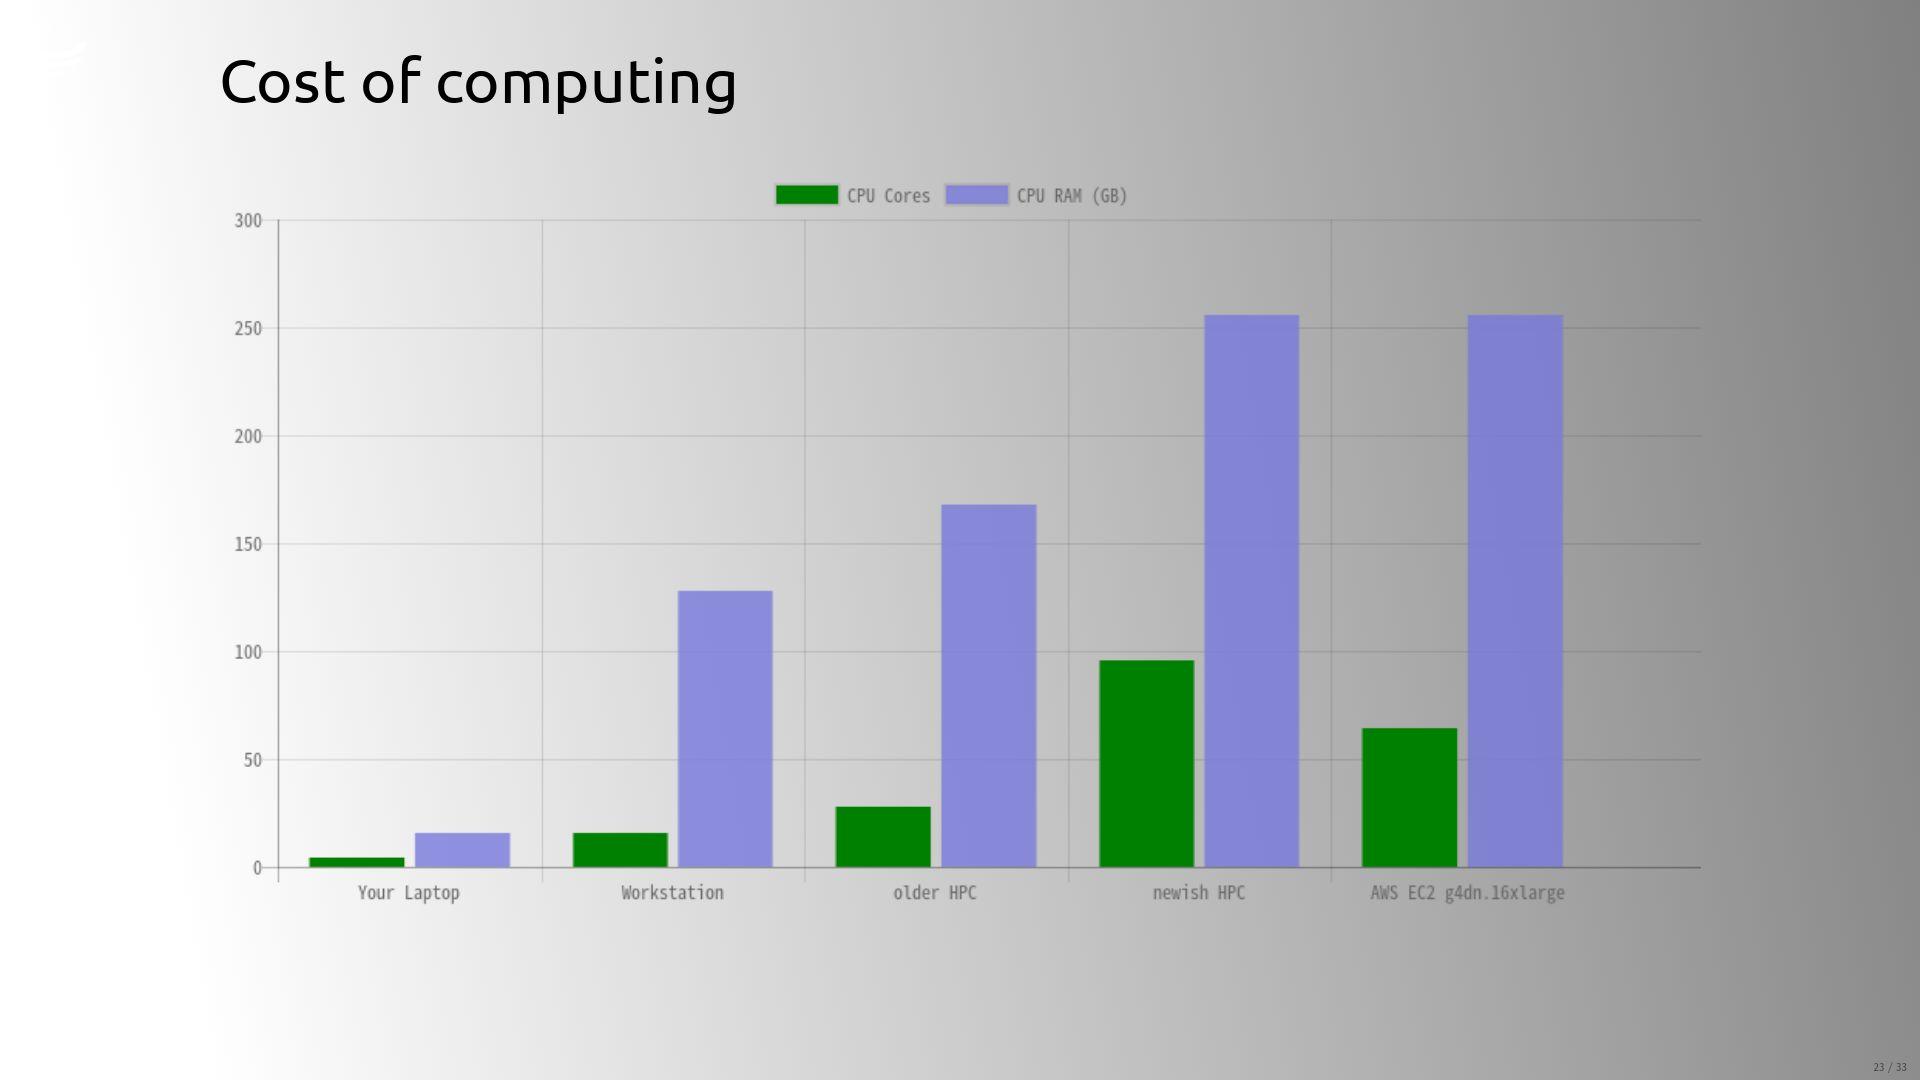 Cost of computing
CPU Cores CPU RAM (GB)
300
250
200
150
100
50
0
Your Laptop Workstation older HPC newish HPC AWS EC2 g4dn.16xlarge
23 / 33